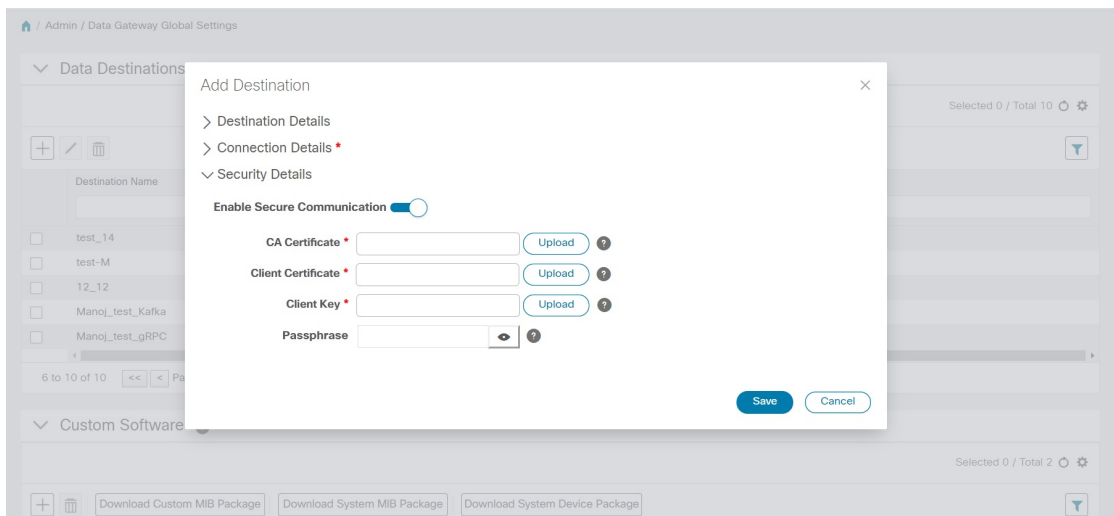 / Admin / Data Gateway Global Settings
Data Destinations
Add Destination
Selected 0 / Total 10
Destination Details
Connection Details *
Security Details
Destination Name
Enable Secure Communication
CA Certificate * Upload ?
Client Certificate * Upload ?
Client Key * Upload ?
Passphrase ?
test_14
test-M
12_12
Manoj_test_Kafka
Manoj_test_gRPC
6 to 10 of 10 << < Pa
Save Cancel
Custom Software
Selected 0 / Total 2
Download Custom MIB Package Download System MIB Package Download System Device Package